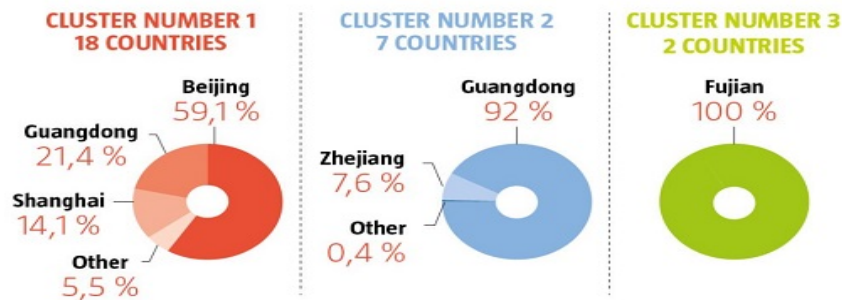 CLUSTER NUMBER 1
18 COUNTRIES
Beijing
59,1 %
Guangdong
21,4 %
Shanghai
14,1 %
Other
5,5 %
CLUSTER NUMBER 2
7 COUNTRIES
Guangdong
92 %
Zhejiang
7,6 %
Other
0,4 %
CLUSTER NUMBER 3
2 COUNTRIES
Fujian
100 %